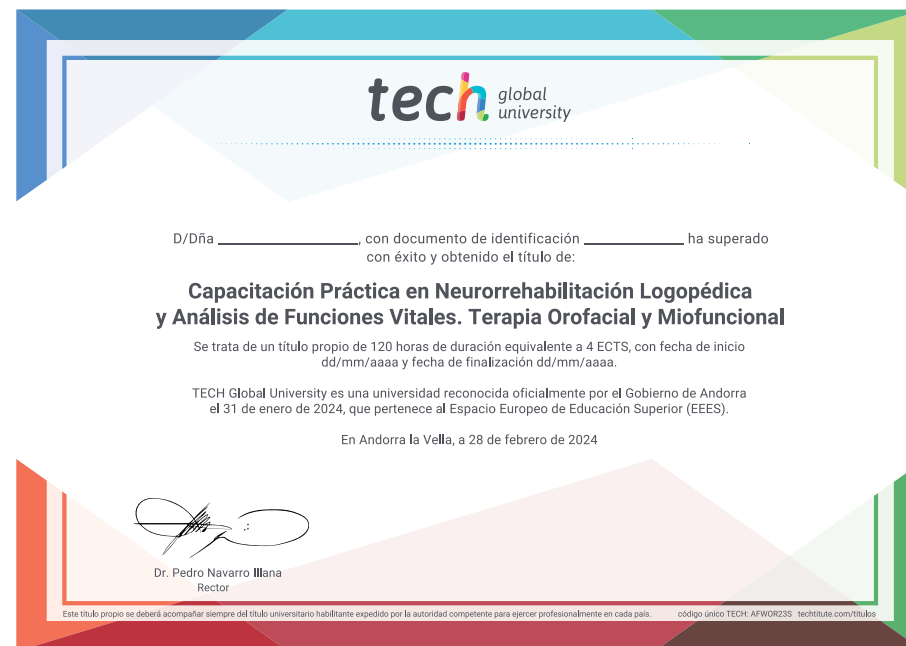 tech global university
D/Dña ____________________, con documento de identificación ______________ ha superado
con éxito y obtenido el título de:
Capacitación Práctica en Neurorrehabilitación Logopédica
y Análisis de Funciones Vitales. Terapia Orofacial y Miofuncional
Se trata de un título propio de 120 horas de duración equivalente a 4 ECTS, con fecha de inicio
dd/mm/aaaa y fecha de finalización dd/mm/aaaa.
TECH Global University es una universidad reconocida oficialmente por el Gobierno de Andorra
el 31 de enero de 2024, que pertenece al Espacio Europeo de Educación Superior (EEES).
En Andorra la Vella, a 28 de febrero de 2024
Dr. Pedro Navarro Illana
Rector
Este título propio se deberá acompañar siempre del título universitario habilitante expedido por la autoridad competente para ejercer profesionalmente en cada país. código único TECH: AFWOR23S techtitute.com/titulos